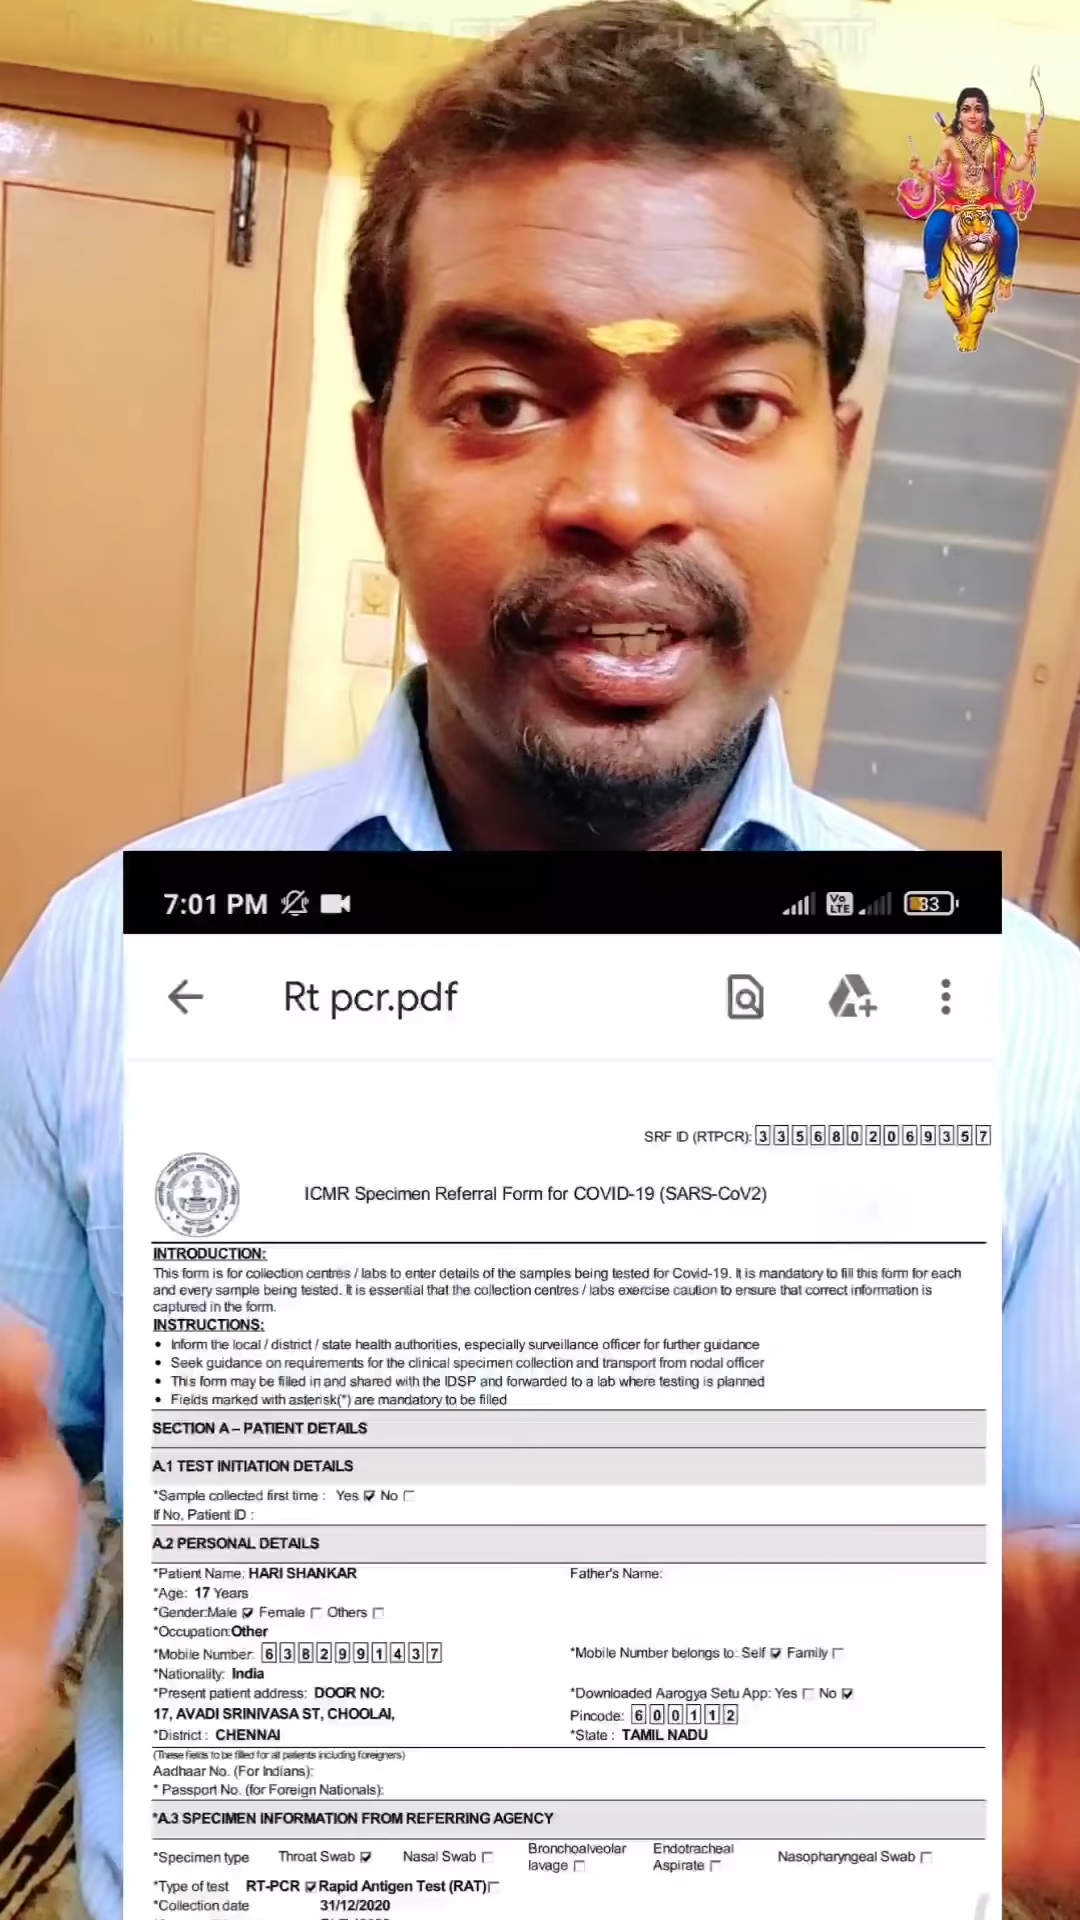 7:01 PM
Vo LTE
33
Rt pcr.pdf
SRF ID (RTPCR): 3356802069357
ICMR Specimen Referral Form for COVID-19 (SARS-CoV2)
INTRODUCTION:
This form is for collection centres / labs to enter details of the samples being tested for Covid-19. It is mandatory to fill this form for each
and every sample being tested. It is essential that the collection centres / labs exercise caution to ensure that correct information is
captured in the form.
INSTRUCTIONS:
• Inform the local / district / state health authorities, especially surveillance officer for further guidance
• Seek guidance on requirements for the clinical specimen collection and transport from nodal officer
• This form may be filled in and shared with the IDSP and forwarded to a lab where testing is planned
• Fields marked with asterisk(*) are mandatory to be filled
SECTION A – PATIENT DETAILS
A.1 TEST INITIATION DETAILS
*Sample collected first time : Yes No
If No, Patient ID :
A.2 PERSONAL DETAILS
*Patient Name: HARI SHANKAR Father's Name:
*Age: 17 Years
*Gender:Male Female Others
*Occupation:Other
*Mobile Number: 6382991437 *Mobile Number belongs to: Self Family
*Nationality: India
*Present patient address: DOOR NO: *Downloaded Aarogya Setu App: Yes No
17, AVADI SRINIVASA ST, CHOOLAI, Pincode: 600112
*District : CHENNAI *State : TAMIL NADU
(These fields to be filled for all patients including foreigners)
Aadhaar No. (For Indians):
* Passport No. (for Foreign Nationals):
*A.3 SPECIMEN INFORMATION FROM REFERRING AGENCY
*Specimen type Throat Swab Nasal Swab Bronchoalveolar lavage Endotracheal Aspirate Nasopharyngeal Swab
*Type of test RT-PCR Rapid Antigen Test (RAT)
*Collection date 31/12/2020